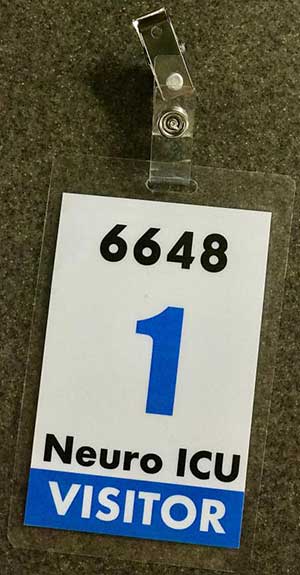 6648
1
Neuro ICU
VISITOR